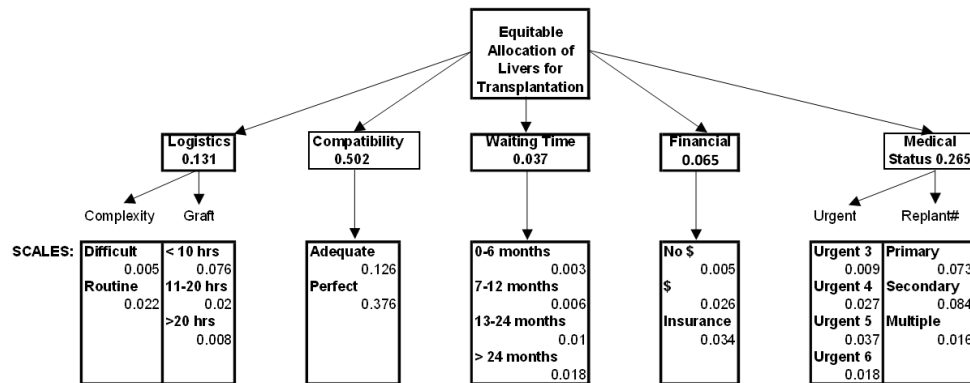 Equitable
Allocation of
Livers for
Transplantation
Logistics
0.131
Compatibility
0.502
Waiting Time
0.037
Financial
0.065
Medical
Status 0.265
Complexity
Graft
Urgent
Replant#
SCALES:
Difficult
0.005
Routine
0.022
< 10 hrs
0.076
11-20 hrs
0.02
>20 hrs
0.008
Adequate
0.126
Perfect
0.376
0-6 months
0.003
7-12 months
0.006
13-24 months
0.01
> 24 months
0.018
No $
0.005
$
0.026
Insurance
0.034
Urgent 3
0.009
Urgent 4
0.027
Urgent 5
0.037
Urgent 6
0.018
Primary
0.073
Secondary
0.084
Multiple
0.016